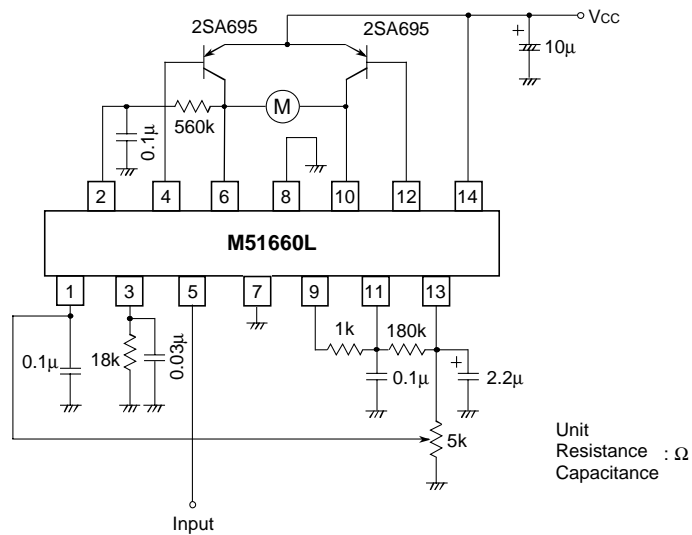 VCC
2SA695
2SA695
+
10μ
M
560k
0.1μ
2
4
6
8
10
12
14
M51660L
1
3
5
7
9
11
13
1k
180k
0.1μ
18k
0.03μ
0.1μ
+
2.2μ
5k
Unit
Resistance : Ω
Capacitance
Input